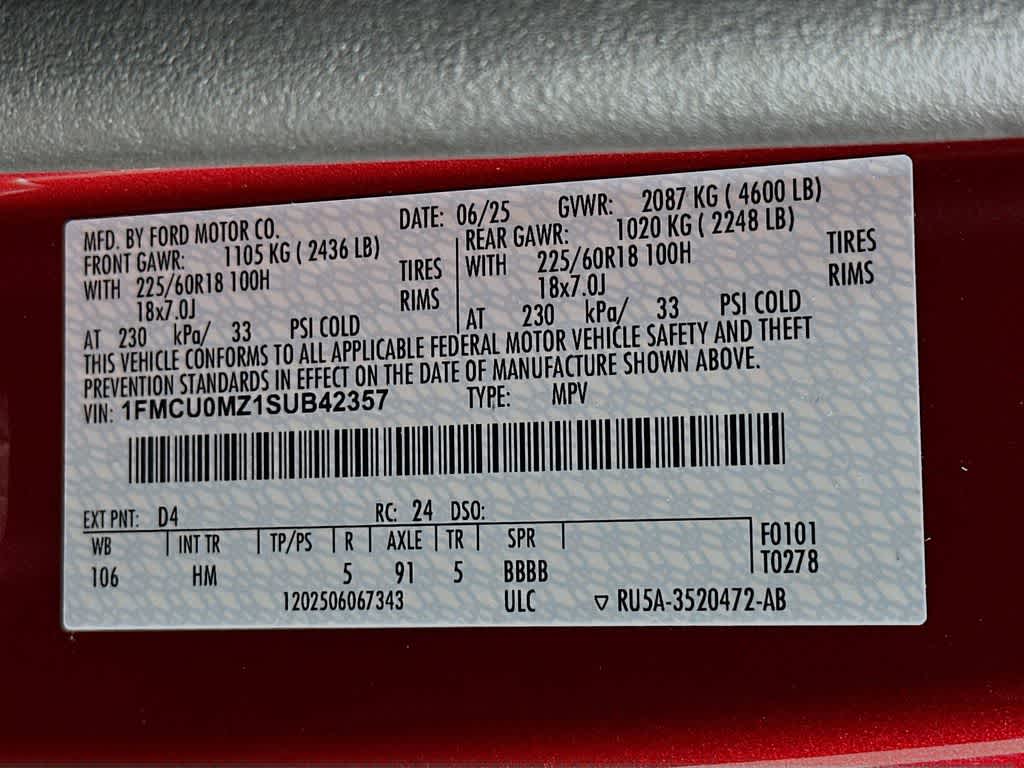 MFD. BY FORD MOTOR CO. DATE: 06/25 GVWR: 2087 KG ( 4600 LB)
FRONT GAWR: 1105 KG ( 2436 LB) REAR GAWR: 1020 KG ( 2248 LB)
WITH 225/60R18 100H TIRES WITH 225/60R18 100H TIRES
18x7.0J RIMS 18x7.0J RIMS
AT 230 kPa/ 33 PSI COLD AT 230 kPa/ 33 PSI COLD
THIS VEHICLE CONFORMS TO ALL APPLICABLE FEDERAL MOTOR VEHICLE SAFETY AND THEFT
PREVENTION STANDARDS IN EFFECT ON THE DATE OF MANUFACTURE SHOWN ABOVE.
VIN: 1FMCU0MZ1SUB42357 TYPE: MPV
EXT PNT: D4 RC: 24 DSO:
WB INT TR TP/PS R AXLE TR SPR F0101
106 HM 5 91 5 BBBB T0278
1202506067343 ULC ▽ RU5A-3520472-AB